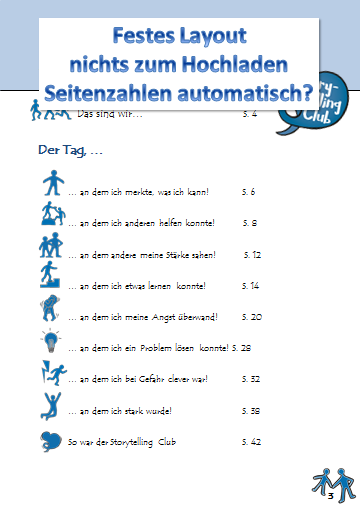 Festes Layout
nichts zum Hochladen
Seitenzahlen automatisch?
Das sind wir... S. 4
ry-
lling
Club
Der Tag, ...
... an dem ich merkte, was ich kann! S. 6
... an dem ich anderen helfen konnte! S. 8
... an dem andere meine Stärke sahen! S. 12
... an dem ich etwas lernen konnte! S. 14
... an dem ich meine Angst überwand! S. 20
... an dem ich ein Problem lösen konnte! S. 28
... an dem ich bei Gefahr clever war! S. 32
... an dem ich stark wurde! S. 38
So war der Storytelling Club S. 42
3